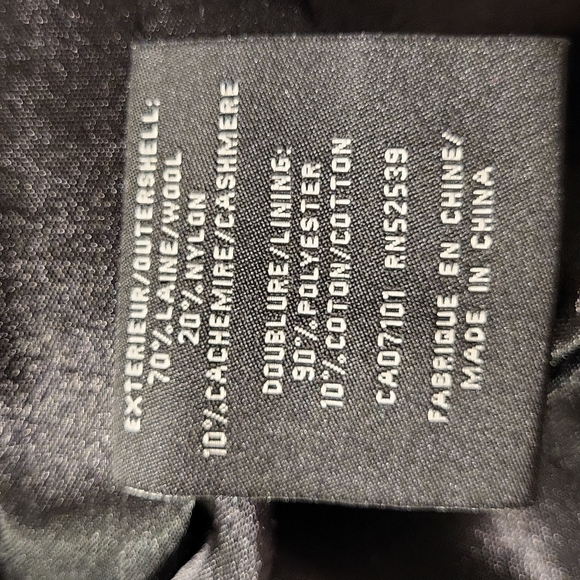 EXTERIEUR/OUTERSHELL:
70%LAINE/WOOL
20%NYLON
10%CACHEMIRE/CASHMERE
DOUBLURE/LINING:
90%POLYESTER
10%COTON/COTTON
CA07101 RN52539
FABRIQUE EN CHINE/
MADE IN CHINA